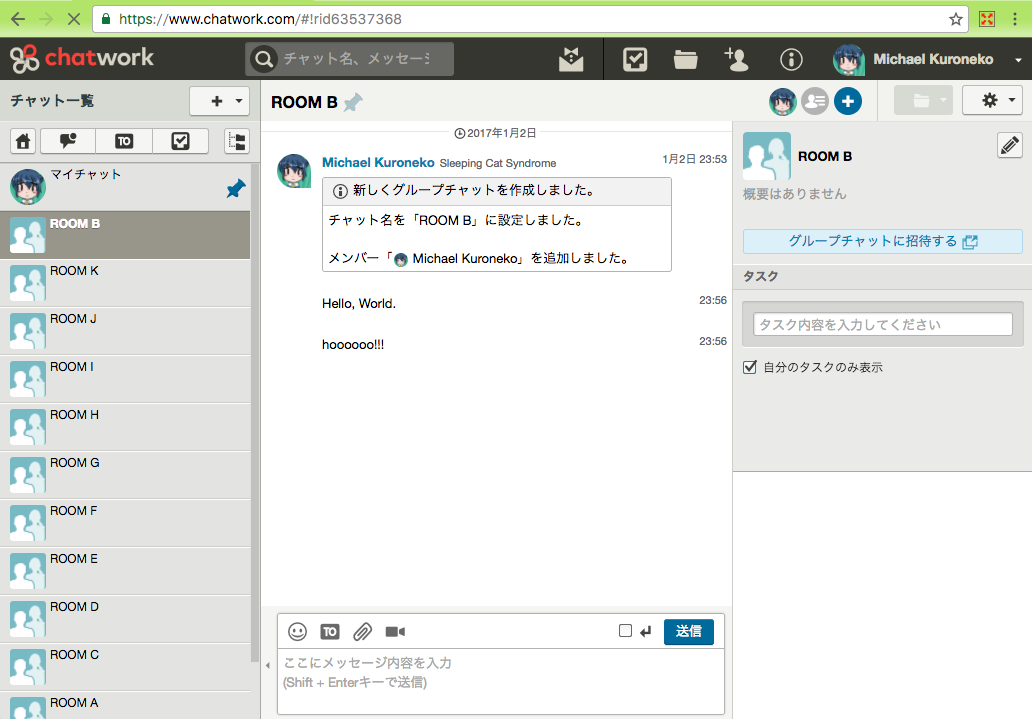 https://www.chatwork.com/#!rid63537368
chatwork
チャット名、メッセージ
Michael Kuroneko
チャット一覧
TO
マイチャット
ROOM B
ROOM K
ROOM J
ROOM I
ROOM H
ROOM G
ROOM F
ROOM E
ROOM D
ROOM C
ROOM A
ROOM B
2017年1月2日
Michael Kuroneko Sleeping Cat Syndrome 1月2日 23:53
新しくグループチャットを作成しました。
チャット名を「ROOM B」に設定しました。
メンバー「 Michael Kuroneko」を追加しました。
Hello, World. 23:56
hoooooo!!! 23:56
TO
送信
ここにメッセージ内容を入力
(Shift + Enterキーで送信)
ROOM B
概要はありません
グループチャットに招待する
タスク
タスク内容を入力してください
自分のタスクのみ表示